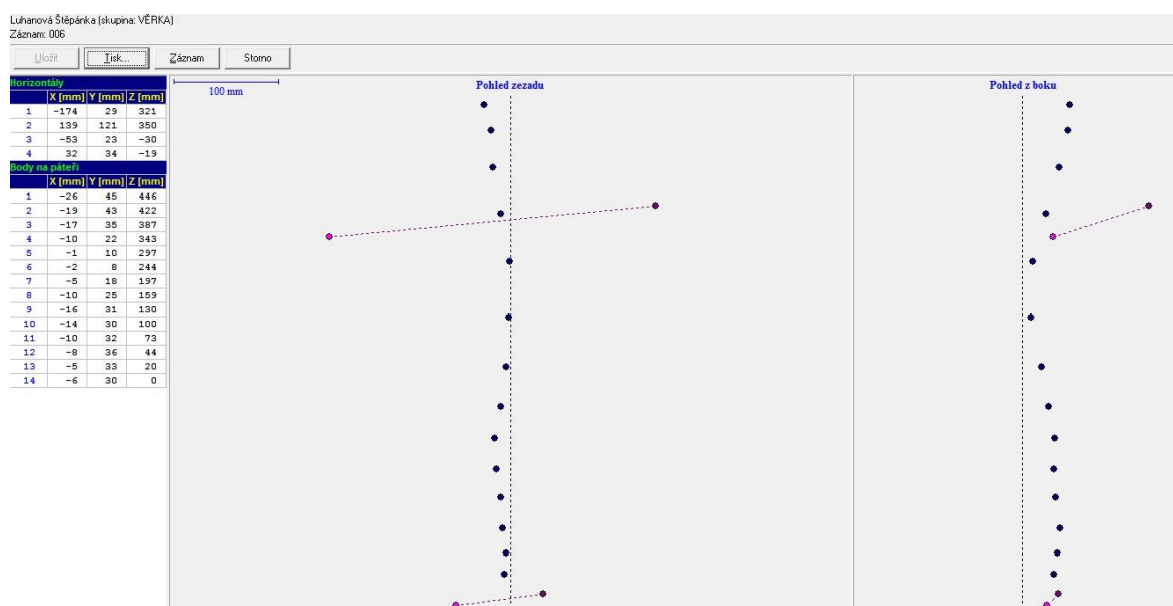 Luhanová Štěpánka (skupina: VĚRKA)
Záznam: 006
Uložit Tisk... Záznam Storno
Horizontály
X [mm] Y [mm] Z [mm]
1 -174 29 321
2 139 121 350
3 -53 23 -30
4 32 34 -19
Body na páteři
X [mm] Y [mm] Z [mm]
1 -26 45 446
2 -19 43 422
3 -17 35 387
4 -10 22 343
5 -1 10 297
6 -2 8 244
7 -5 18 197
8 -10 25 159
9 -16 31 130
10 -14 30 100
11 -10 32 73
12 -8 36 44
13 -5 33 20
14 -6 30 0
100 mm
Pohled zezadu
Pohled z boku